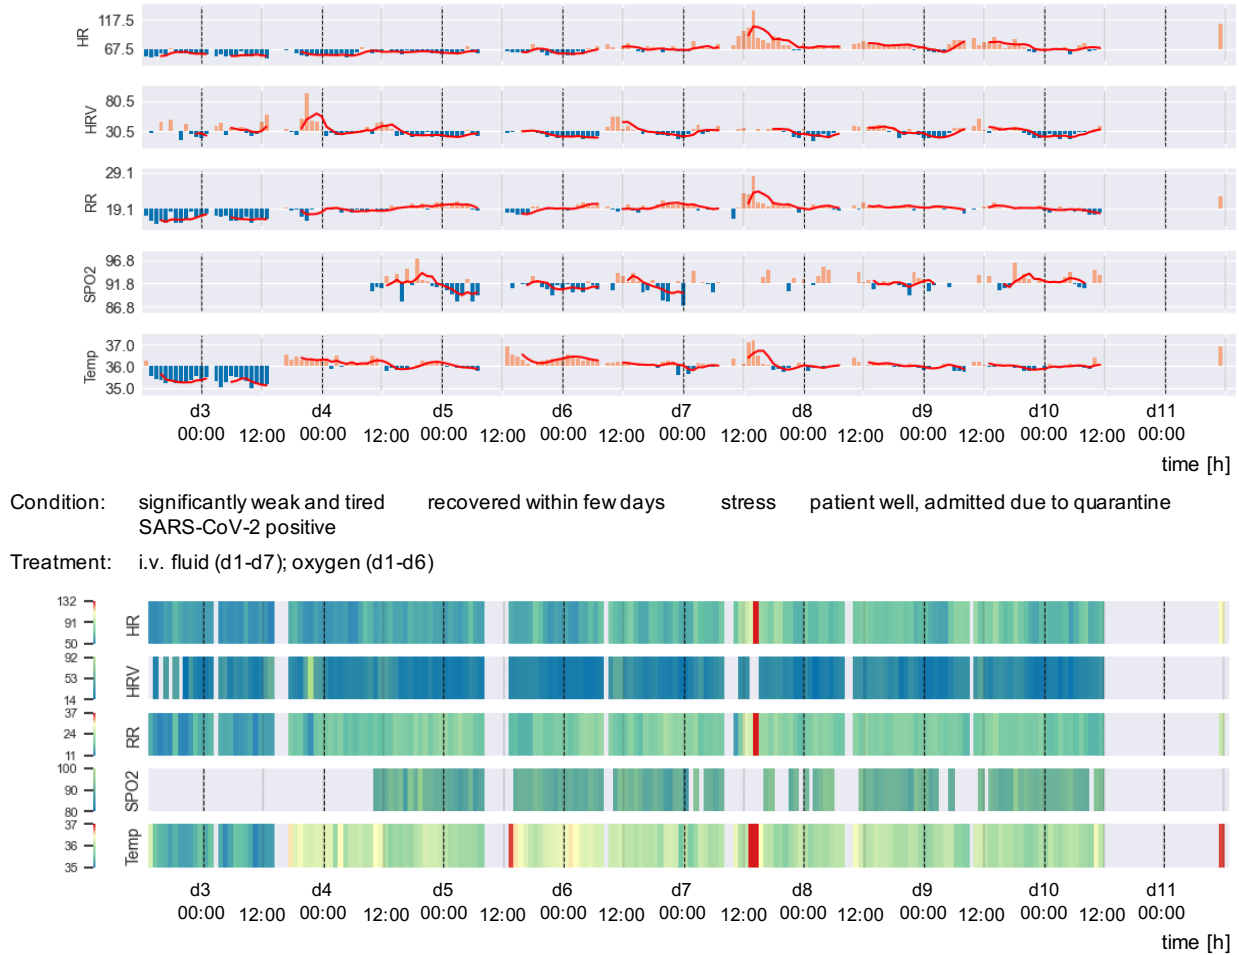 HR
117.5
67.5
HRV
80.5
30.5
RR
29.1
19.1
SPO2
96.8
91.8
86.8
Temp
37.0
36.0
35.0
d3 d4 d5 d6 d7 d8 d9 d10 d11
00:00 12:00 00:00 12:00 00:00 12:00 00:00 12:00 00:00 12:00 00:00 12:00 00:00 12:00 00:00 12:00 00:00
time [h]
Condition: significantly weak and tired recovered within few days stress patient well, admitted due to quarantine
SARS-CoV-2 positive
Treatment: i.v. fluid (d1-d7); oxygen (d1-d6)
132
91
50
HR
92
53
14
HRV
37
24
11
RR
100
90
80
SPO2
37
36
35
Temp
d3 d4 d5 d6 d7 d8 d9 d10 d11
00:00 12:00 00:00 12:00 00:00 12:00 00:00 12:00 00:00 12:00 00:00 12:00 00:00 12:00 00:00 12:00 00:00
time [h]